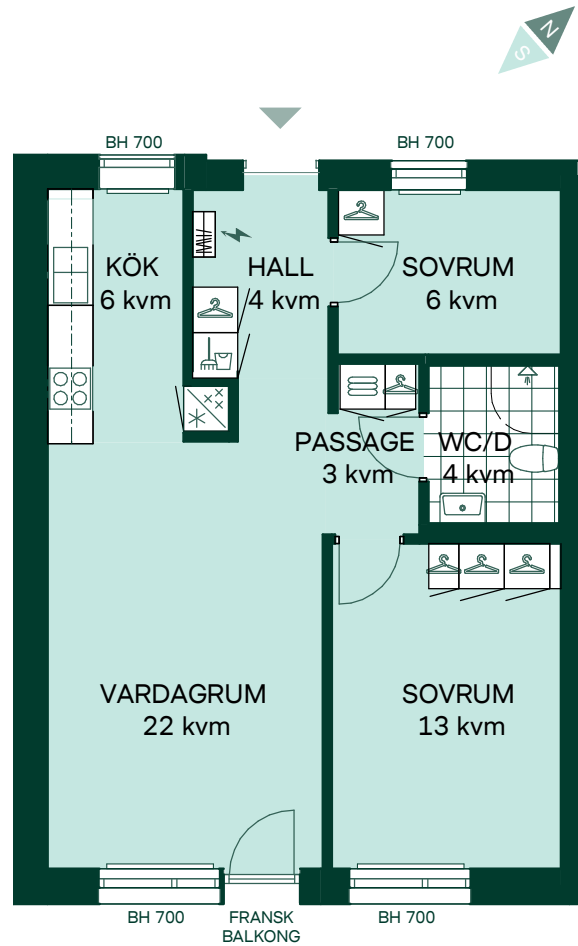 N
S
BH 700
BH 700
KÖK
6 kvm
HALL
4 kvm
SOVRUM
6 kvm
PASSAGE
3 kvm
WC/D
4 kvm
VARDAGRUM
22 kvm
SOVRUM
13 kvm
BH 700
FRANSK
BALKONG
BH 700